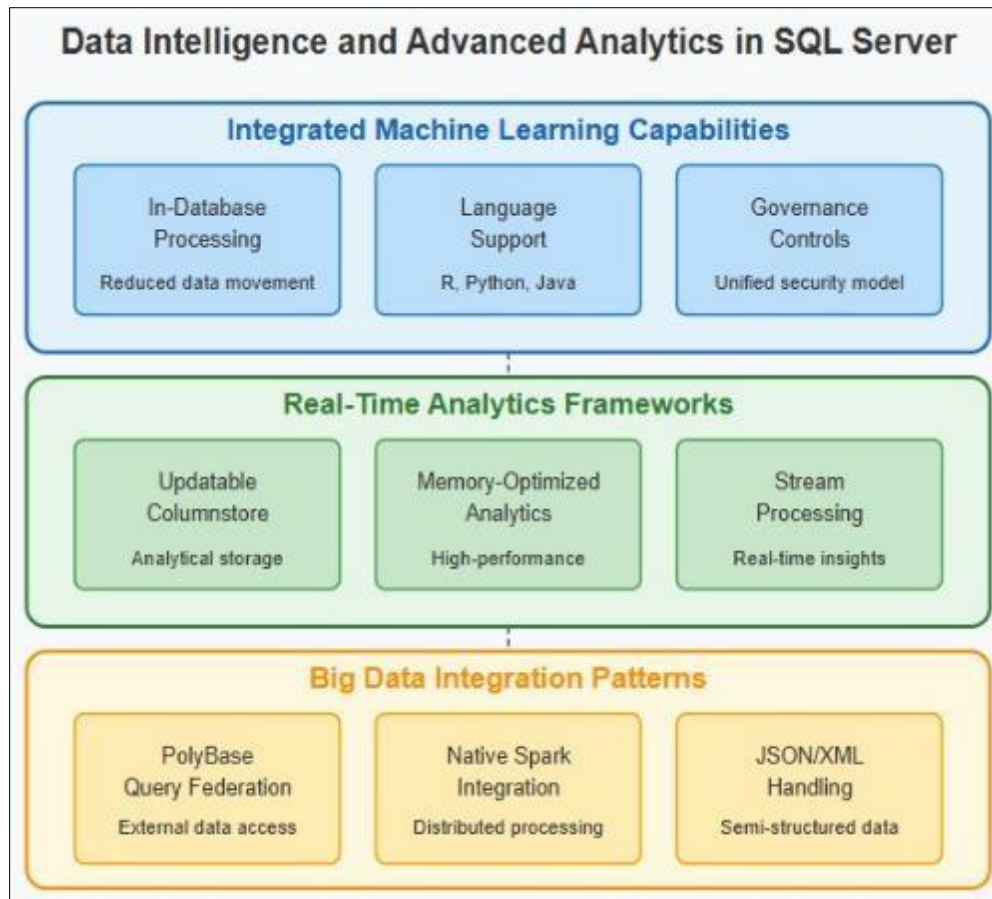 Data Intelligence and Advanced Analytics in SQL Server
Integrated Machine Learning Capabilities
In-Database
Processing
Reduced data movement
Language
Support
R, Python, Java
Governance
Controls
Unified security model
Real-Time Analytics Frameworks
Updatable
Columnstore
Analytical storage
Memory-Optimized
Analytics
High-performance
Stream
Processing
Real-time insights
Big Data Integration Patterns
PolyBase
Query Federation
External data access
Native Spark
Integration
Distributed processing
JSON/XML
Handling
Semi-structured data